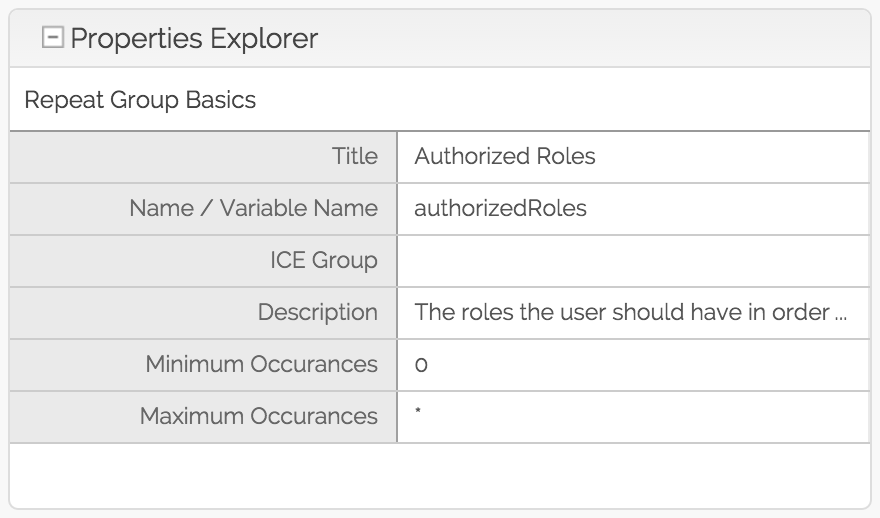 Properties Explorer
Repeat Group Basics
Title Authorized Roles
Name / Variable Name authorizedRoles
ICE Group
Description The roles the user should have in order ...
Minimum Occurances 0
Maximum Occurances *